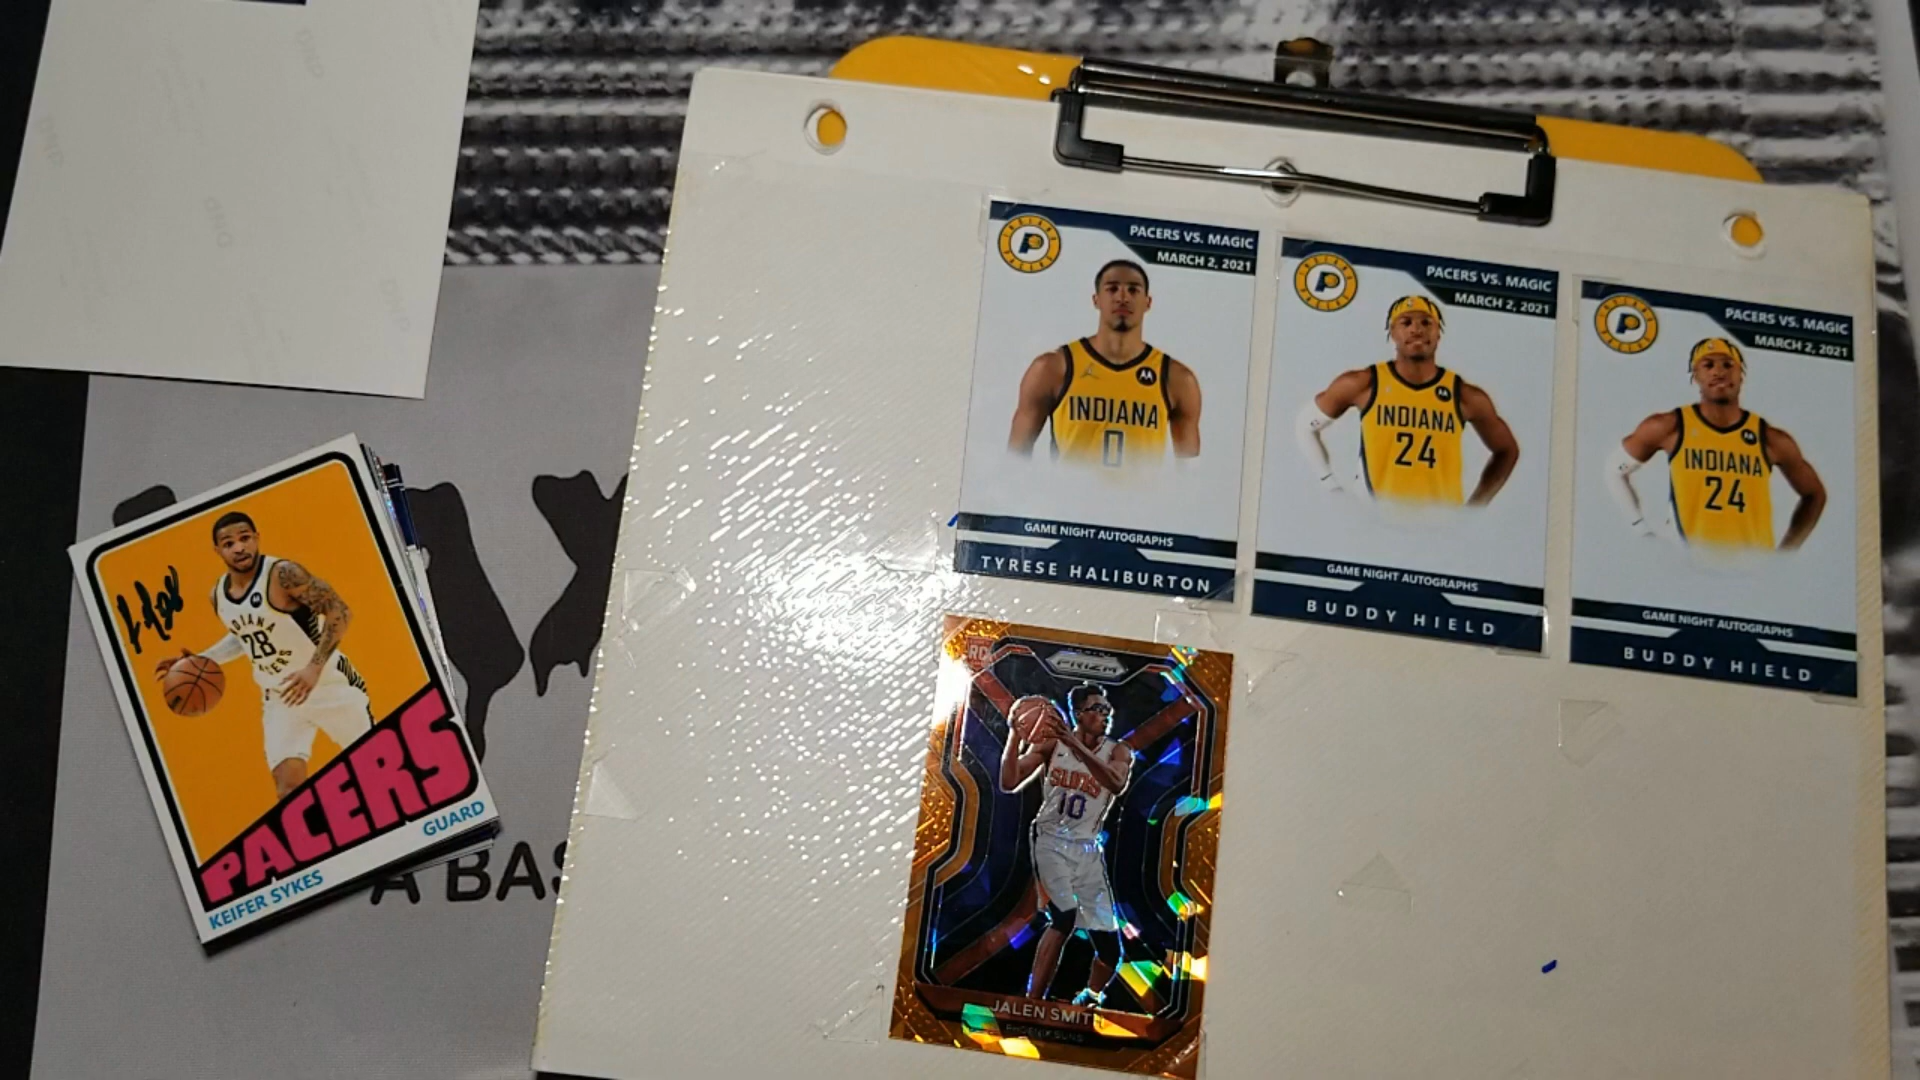 PACERS VS. MAGIC
MARCH 2, 2021
INDIANA
0
GAME NIGHT AUTOGRAPHS
TYRESE HALIBURTON
PACERS VS. MAGIC
MARCH 2, 2021
INDIANA
24
GAME NIGHT AUTOGRAPHS
BUDDY HIELD
PACERS VS. MAGIC
MARCH 2, 2021
INDIANA
24
GAME NIGHT AUTOGRAPHS
BUDDY HIELD
INDIANA
28
PACERS
PACERS
GUARD
KEIFER SYKES
A BAS
PRIZM
SUNS
10
JALEN SMITH
PHOENIX SUNS